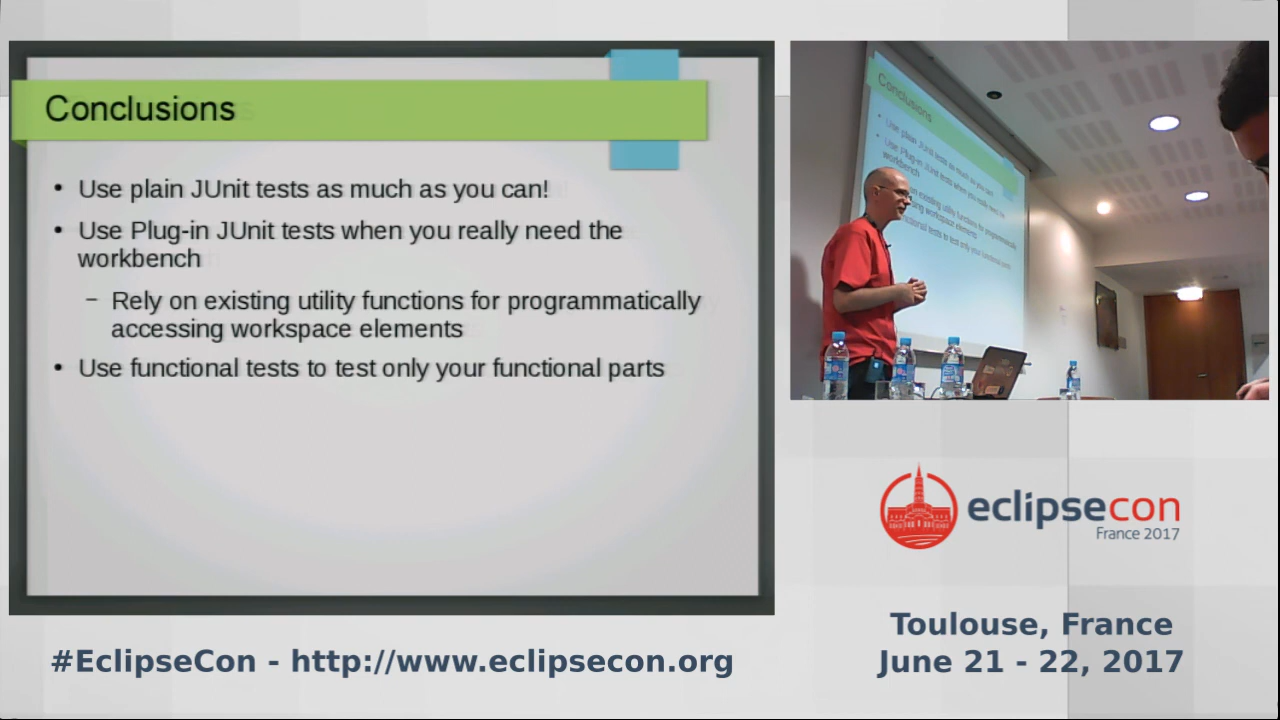 Conclusions
• Use plain JUnit tests as much as you can!
• Use Plug-in JUnit tests when you really need the
workbench
– Rely on existing utility functions for programmatically
accessing workspace elements
• Use functional tests to test only your functional parts
Conclusions
eclipsecon
France 2017
Toulouse, France
June 21 - 22, 2017
#EclipseCon - http://www.eclipsecon.org